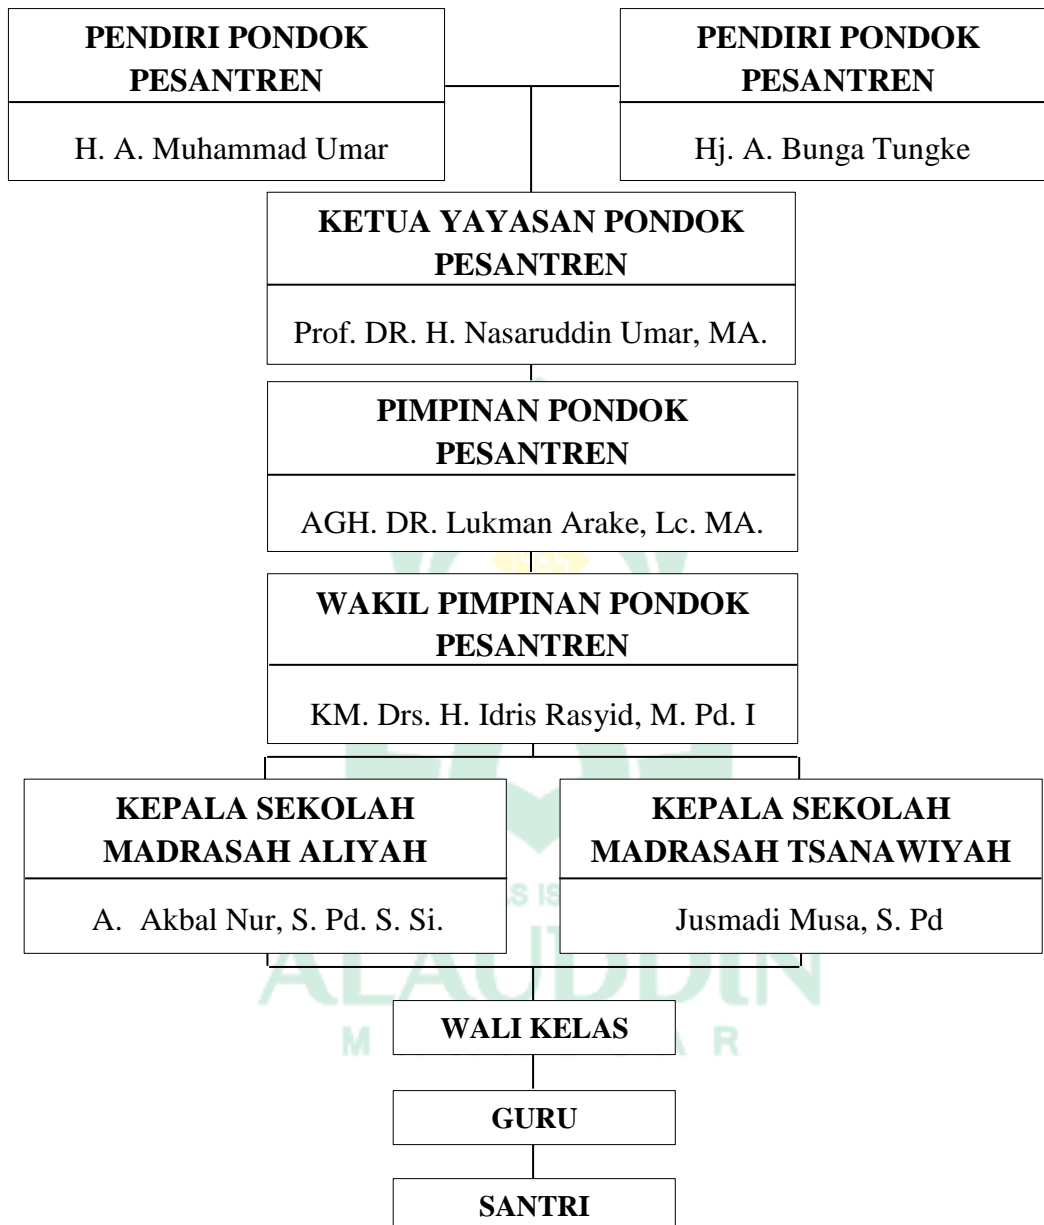 PENDIRI PONDOK
PESANTREN
H. A. Muhammad Umar
PENDIRI PONDOK
PESANTREN
Hj. A. Bunga Tungke
KETUA YAYASAN PONDOK
PESANTREN
Prof. DR. H. Nasaruddin Umar, MA.
PIMPINAN PONDOK
PESANTREN
AGH. DR. Lukman Arake, Lc. MA.
WAKIL PIMPINAN PONDOK
PESANTREN
KM. Drs. H. Idris Rasyid, M. Pd. I
KEPALA SEKOLAH
MADRASAH ALIYAH
A. Akbal Nur, S. Pd. S. Si.
KEPALA SEKOLAH
MADRASAH TSANAWIYAH
Jusmadi Musa, S. Pd
ALAUDDIN
WALI KELAS
GURU
SANTRI